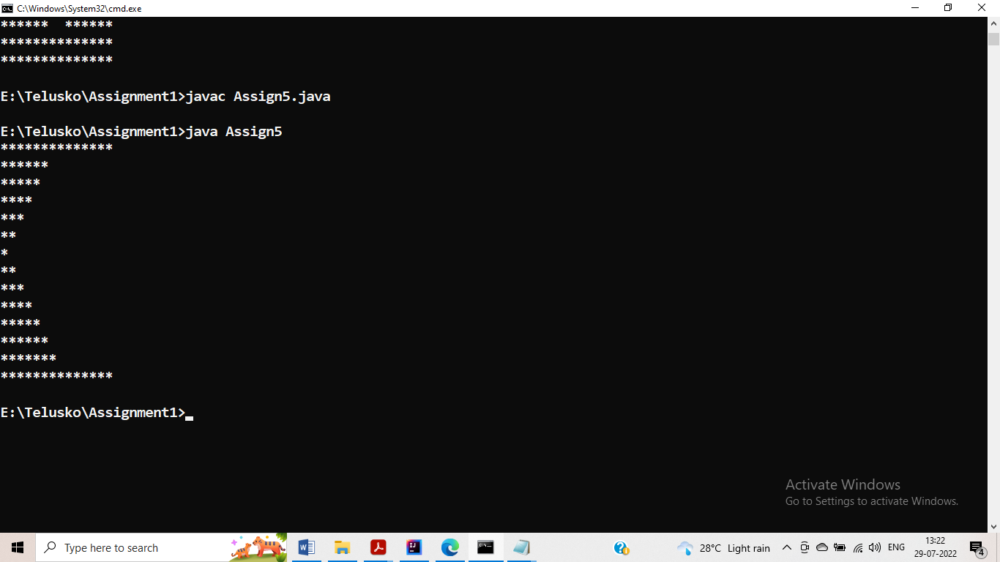 C:\Windows\System32\cmd.exe
******  ******
**************
**************
E:\Telusko\Assignment1>javac Assign5.java
E:\Telusko\Assignment1>java Assign5
**************
******
*****
****
***
**
*
**
***
****
*****
******
*******
**************
E:\Telusko\Assignment1>
Activate Windows
Go to Settings to activate Windows.
Type here to search
28°C Light rain
ENG
13:22
29-07-2022
4